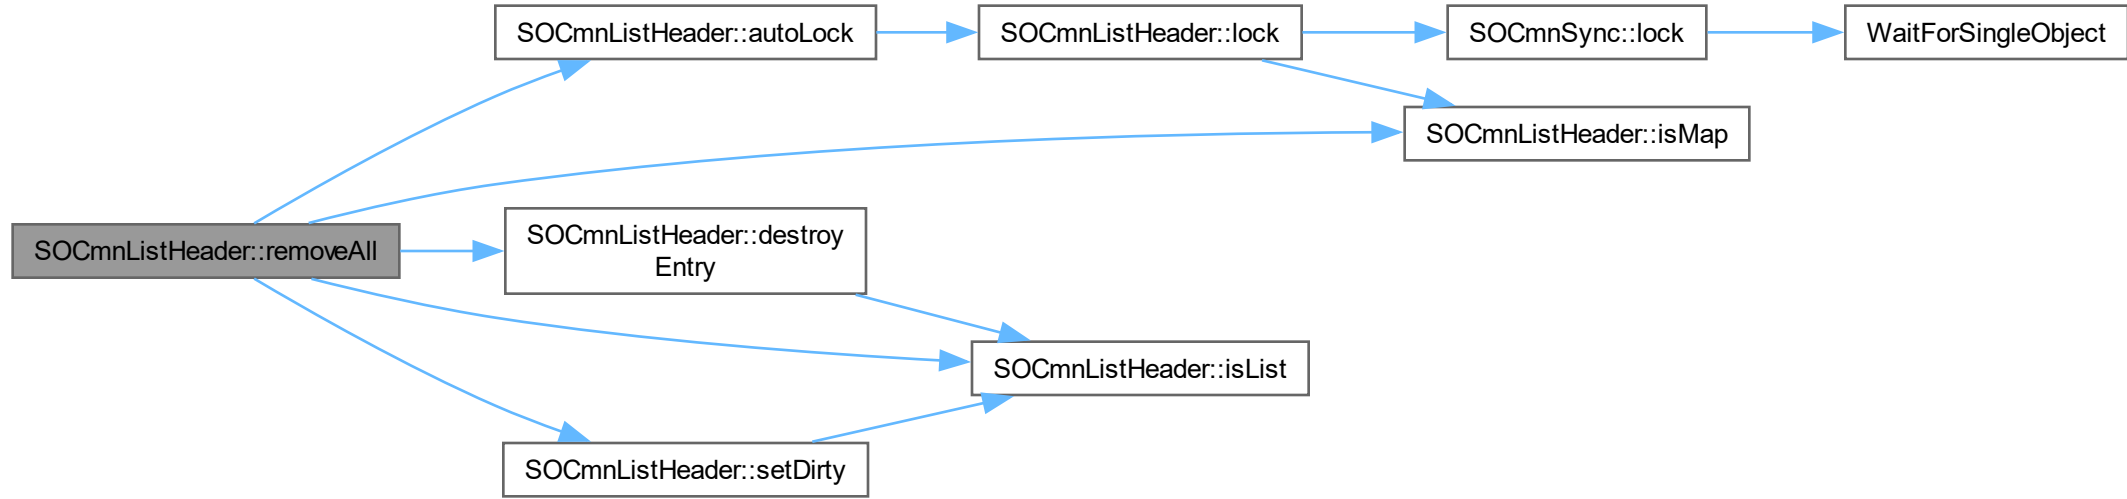 SOCmnListHeader::autoLock
SOCmnListHeader::lock
SOCmnSync::lock
WaitForSingleObject
SOCmnListHeader::isMap
SOCmnListHeader::removeAll
SOCmnListHeader::destroy
Entry
SOCmnListHeader::isList
SOCmnListHeader::setDirty